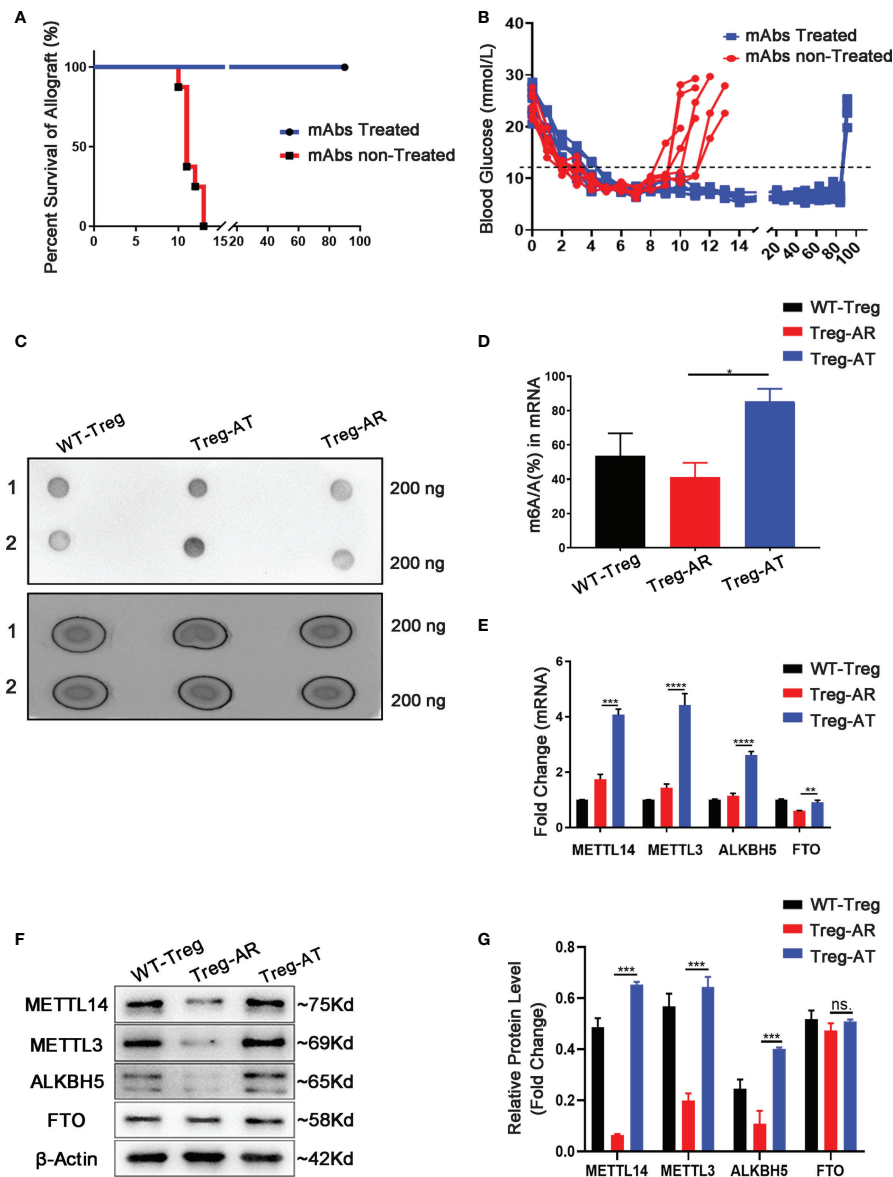 A
Percent Survival of Allograft (%)
100
50
0
0
10
15
20
40
60
80
100
mAbs Treated
mAbs non-Treated
B
mAbs Treated
mAbs non-Treated
Blood Glucose (mmol/L)
40
30
20
10
0
0
2
4
6
8
10
12
14
20
40
60
80
100
C
WT-Treg
Treg-AT
Treg-AR
1
200 ng
2
200 ng
1
200 ng
2
200 ng
D
WT-Treg
Treg-AR
Treg-AT
m6A/A(%) in mRNA
100
80
60
40
20
0
*
WT-Treg
Treg-AR
Treg-AT
E
WT-Treg
Treg-AR
Treg-AT
Fold Change (mRNA)
6
4
2
0
***
****
****
**
METTL14
METTL3
ALKBH5
FTO
F
WT-Treg
Treg-AR
Treg-AT
METTL14
~75Kd
METTL3
~69Kd
ALKBH5
~65Kd
FTO
~58Kd
β-Actin
~42Kd
G
WT-Treg
Treg-AR
Treg-AT
Relative Protein Level
(Fold Change)
0.8
0.6
0.4
0.2
0.0
***
***
***
ns.
METTL14
METTL3
ALKBH5
FTO